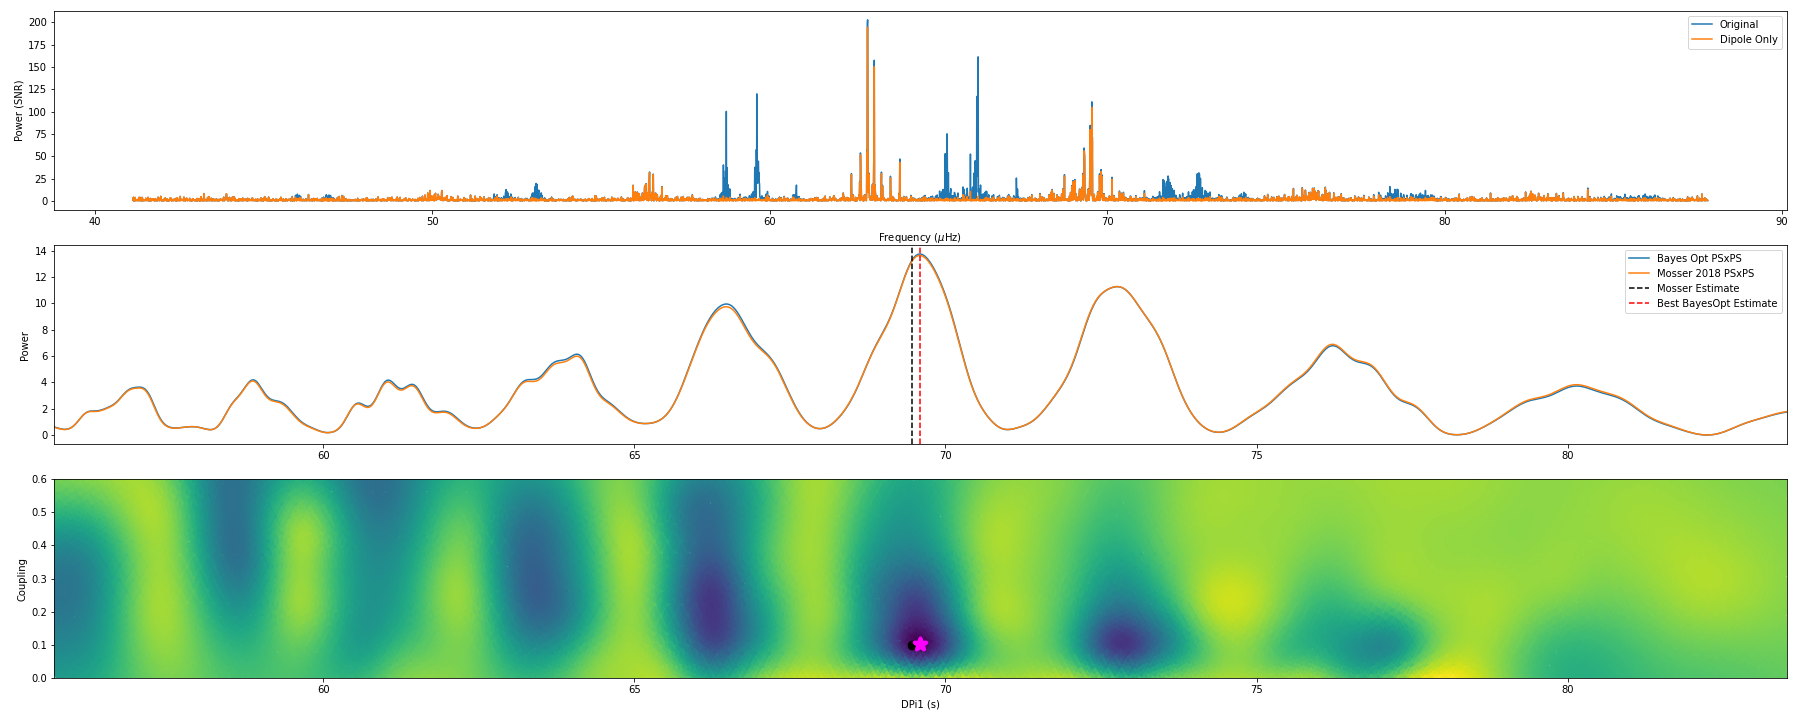 200
175
150
125
100
75
50
25
0
Power (SNR)
Original
Dipole Only
40 50 60 70 80 90
Frequency (μHz)
14
12
10
8
6
4
2
0
Power
Bayes Opt PSxPS
Mosser 2018 PSxPS
Mosser Estimate
Best BayesOpt Estimate
60 65 70 75 80
0.6
0.5
0.4
0.3
0.2
0.1
0.0
Coupling
60 65 70 75 80
DPi1 (s)